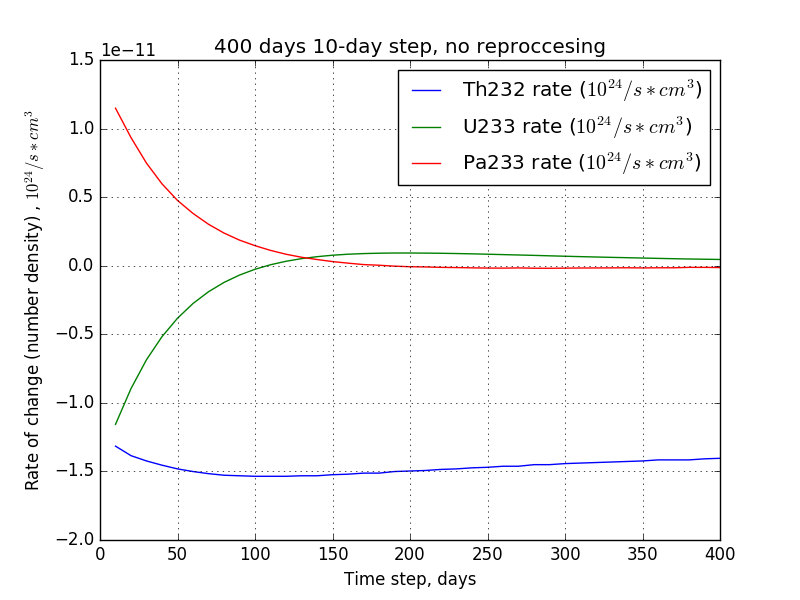 400 days 10-day step, no reproccesing
1e−11
Th232 rate (10^24/s∗cm^3)
U233 rate (10^24/s∗cm^3)
Pa233 rate (10^24/s∗cm^3)
Rate of change (number density) , 10^24/s∗cm^3
1.5
1.0
0.5
0.0
−0.5
−1.0
−1.5
−2.0
0 50 100 150 200 250 300 350 400
Time step, days